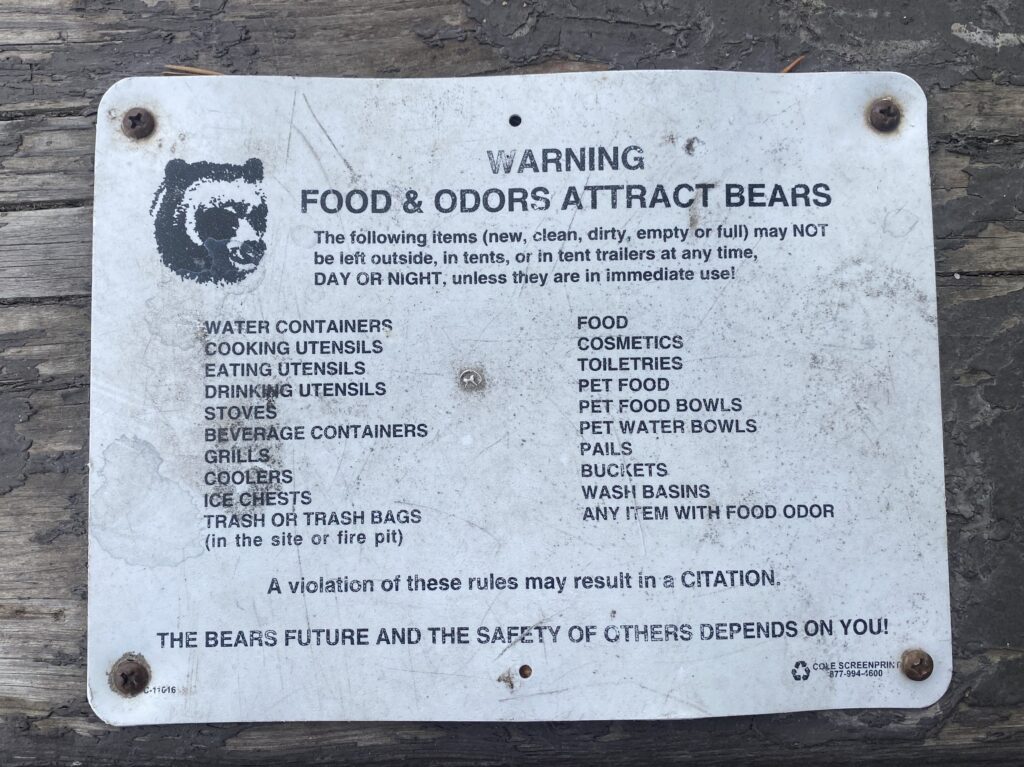 WARNING
FOOD & ODORS ATTRACT BEARS
The following items (new, clean, dirty, empty or full) may NOT
be left outside, in tents, or in tent trailers at any time,
DAY OR NIGHT, unless they are in immediate use!
WATER CONTAINERS
COOKING UTENSILS
EATING UTENSILS
DRINKING UTENSILS
STOVES
BEVERAGE CONTAINERS
GRILLS
COOLERS
ICE CHESTS
TRASH OR TRASH BAGS
(in the site or fire pit)
FOOD
COSMETICS
TOILETRIES
PET FOOD
PET FOOD BOWLS
PET WATER BOWLS
PAILS
BUCKETS
WASH BASINS
ANY ITEM WITH FOOD ODOR
A violation of these rules may result in a CITATION.
THE BEARS FUTURE AND THE SAFETY OF OTHERS DEPENDS ON YOU!
COLE SCREENPRINT
877-994-4600